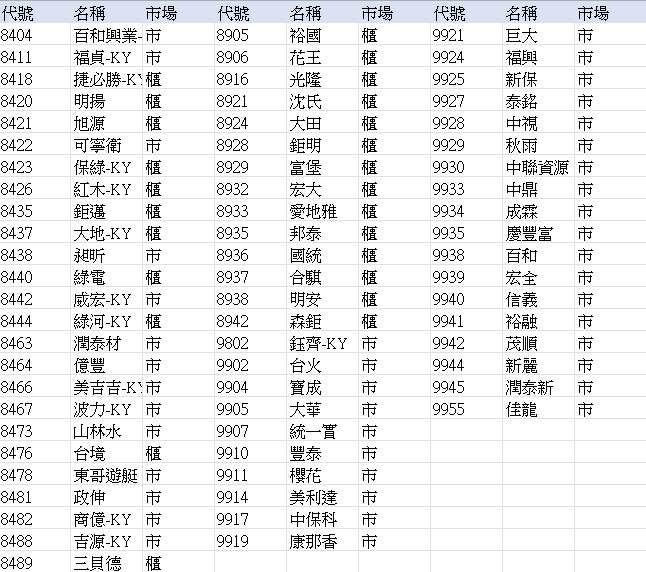 代號 名稱 市場 代號 名稱 市場 代號 名稱 市場
8404 百和興業- 市 8905 裕國 櫃 9921 巨大 市
8411 福貞-KY 市 8906 花王 櫃 9924 福興 市
8418 捷必勝-KY 櫃 8916 光隆 櫃 9925 新保 市
8420 明揚 櫃 8921 沈氏 櫃 9927 泰銘 市
8421 旭源 櫃 8924 大田 櫃 9928 中視 市
8422 可寧衛 市 8928 鉅明 櫃 9929 秋雨 市
8423 保綠-KY 櫃 8929 富堡 櫃 9930 中聯資源 市
8426 紅木-KY 櫃 8932 宏大 櫃 9933 中鼎 市
8435 鉅邁 櫃 8933 愛地雅 櫃 9934 成霖 市
8437 大地-KY 櫃 8935 邦泰 櫃 9935 慶豐富 市
8438 昶昕 市 8936 國統 櫃 9938 百和 市
8440 綠電 櫃 8937 合騏 櫃 9939 宏全 市
8442 威宏-KY 市 8938 明安 櫃 9940 信義 市
8444 綠河-KY 櫃 8942 森鉅 櫃 9941 裕融 市
8463 潤泰材 市 9802 鈺齊-KY 市 9942 茂順 市
8464 億豐 市 9902 台火 市 9944 新麗 市
8466 美吉吉-KY 市 9904 寶成 市 9945 潤泰新 市
8467 波力-KY 市 9905 大華 市 9955 佳龍 市
8473 山林水 市 9907 統一實 市
8476 台境 櫃 9910 豐泰 市
8478 東哥遊艇 市 9911 櫻花 市
8481 政伸 市 9914 美利達 市
8482 商億-KY 市 9917 中保科 市
8488 吉源-KY 市 9919 康那香 市
8489 三貝德 櫃